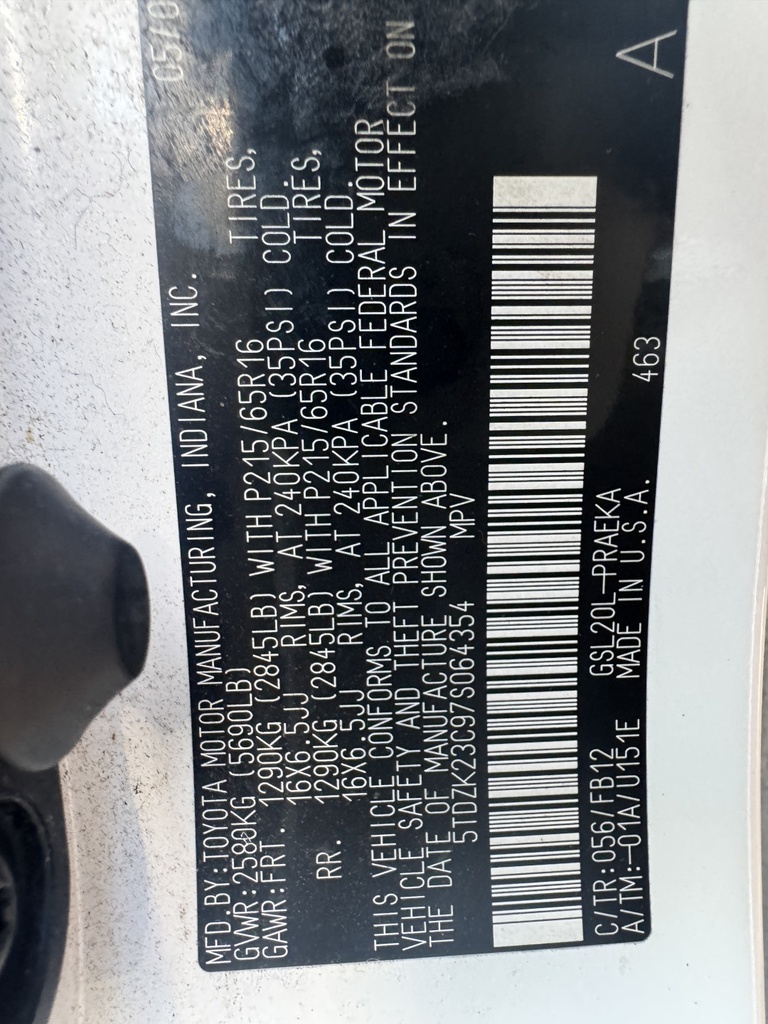 MFD.BY:TOYOTA MOTOR MANUFACTURING, INDIANA, INC. 05/0
GVWR:2580KG (5690LB)
GAWR:FRT. 1290KG (2845LB) WITH P215/65R16 TIRES,
16X6.5JJ RIMS, AT 240KPA (35PSI) COLD.
RR. 1290KG (2845LB) WITH P215/65R16 TIRES,
16X6.5JJ RIMS, AT 240KPA (35PSI) COLD.
THIS VEHICLE CONFORMS TO ALL APPLICABLE FEDERAL MOTOR
VEHICLE SAFETY AND THEFT PREVENTION STANDARDS IN EFFECT ON
THE DATE OF MANUFACTURE SHOWN ABOVE.
5TDZK23C97S064354 MPV
C/TR:056/FB12 GSL20L-PRAEKA
A/TM:-01A/U151E MADE IN U.S.A. 463 A